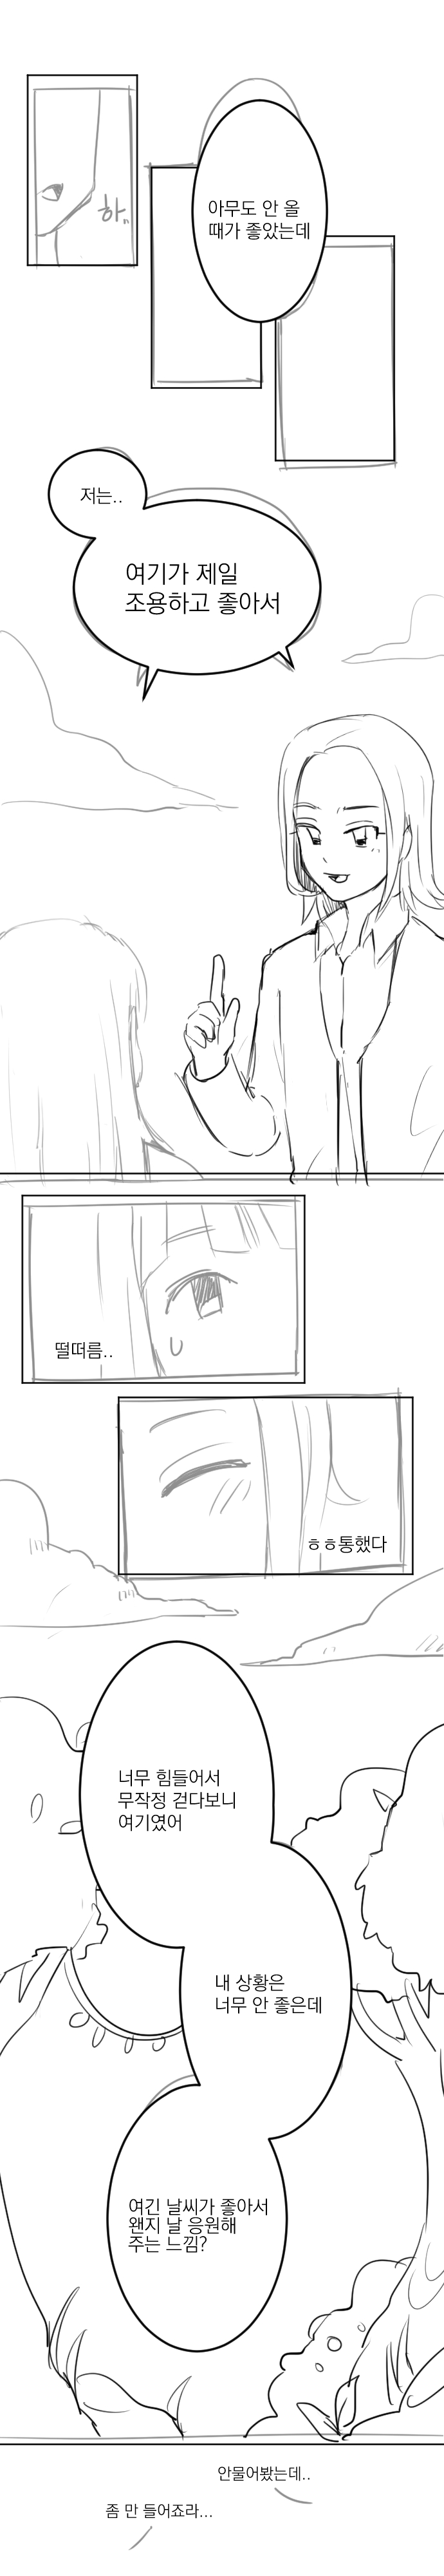 하..
아무도 안 올
때가 좋았는데
저는..
여기가 제일
조용하고 좋아서
떨떠름..
ㅎㅎ통했다
너무 힘들어서
무작정 걷다보니
여기였어
내 상황은
너무 안 좋은데
여긴 날씨가 좋아서
왠지 날 응원해
주는 느낌?
안물어봤는데..
좀 만 들어죠라...